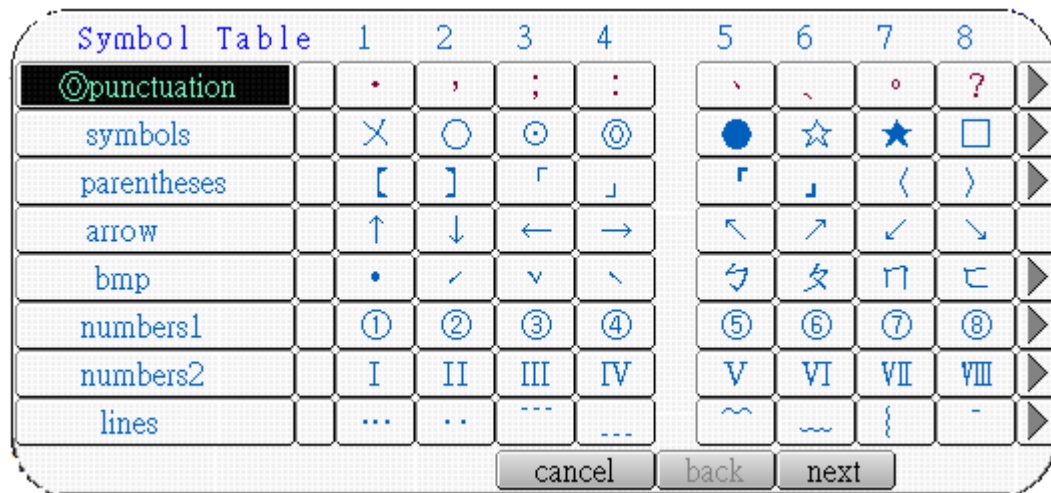 Symbol Table 1 2 3 4 5 6 7 8
◎punctuation · , ; : 、 ﹑ 。 ?
symbols 〤 ○ ⊙ ◎ ● ☆ ★ □
parentheses 【 】 「 」 『 』 〈 〉
arrow ↑ ↓ ← → ↖ ↗ ↙ ↘
bmp ˙ ˊ ˇ ˋ ㄅ ㄆ ㄇ ㄈ
numbers1 ① ② ③ ④ ⑤ ⑥ ⑦ ⑧
numbers2 Ⅰ Ⅱ Ⅲ Ⅳ Ⅴ Ⅵ Ⅶ Ⅷ
lines … ‥ ﹉ ﹍ ﹋ ﹏ ﹛ ˉ
cancel back next